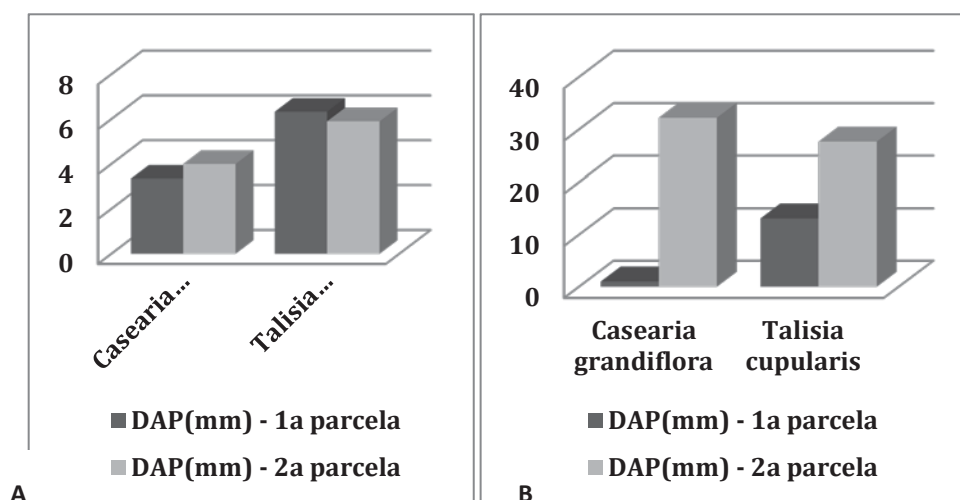 8
6
4
2
0
Casearia...
Talisia...
DAP(mm) - 1a parcela
DAP(mm) - 2a parcela
A
40
30
20
10
0
Casearia
grandiflora
Talisia
cupularis
DAP(mm) - 1a parcela
DAP(mm) - 2a parcela
B